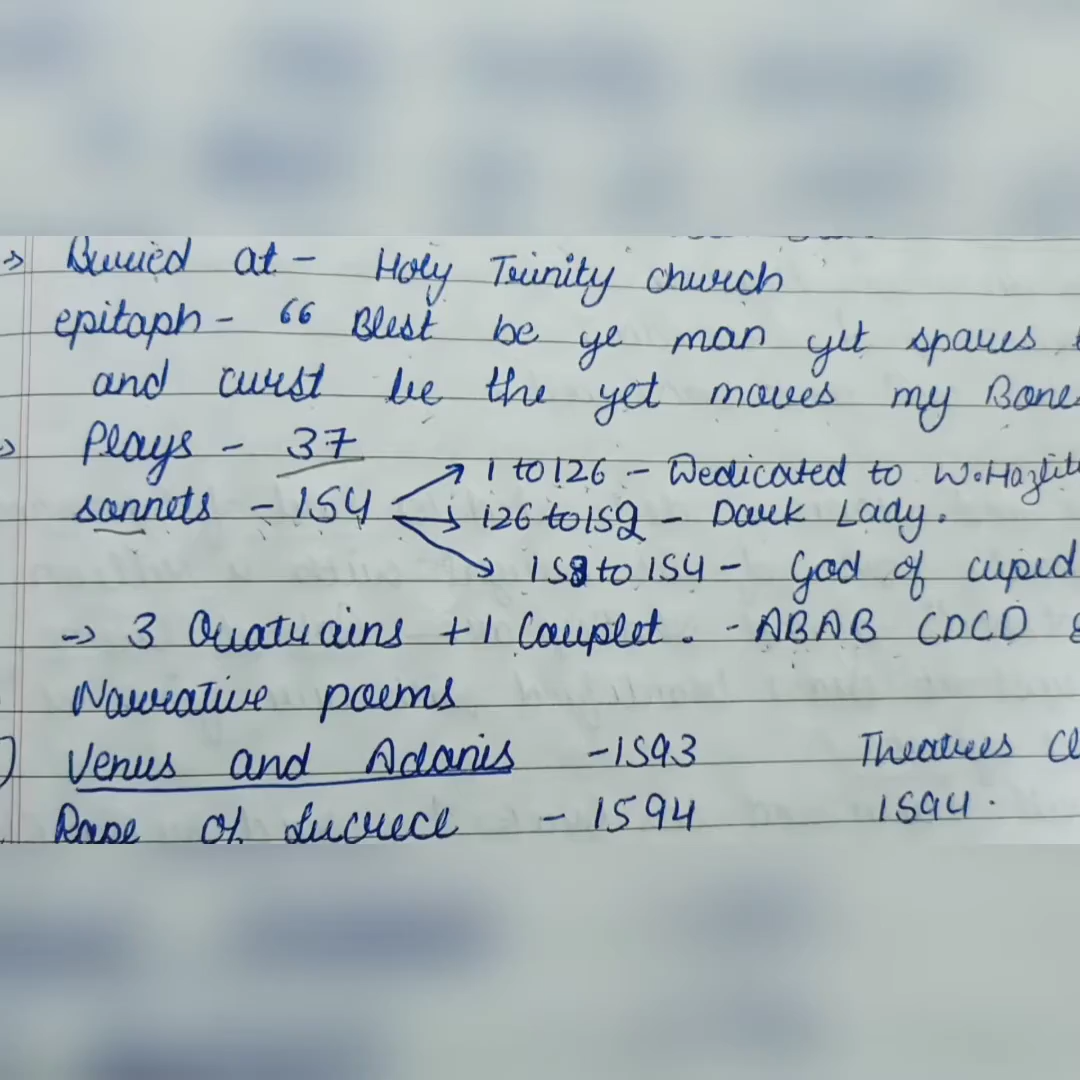 → Buried at - Holy Trinity church
epitaph - 66 Blest be ye man yet spares
and curst be the yet moves my Bone
→ Plays - 37
sonnets - 154 → 1 to 126 - Dedicated to W.Hazlit
→ 126 to 152 - Dark Lady.
→ 153 to 154 - God of cupid
→ 3 Quatrains + 1 Couplet. - ABAB CDCD
Narrative poems
Venus and Adonis - 1593 Theatres
Rape of Lucrece - 1594 1594.